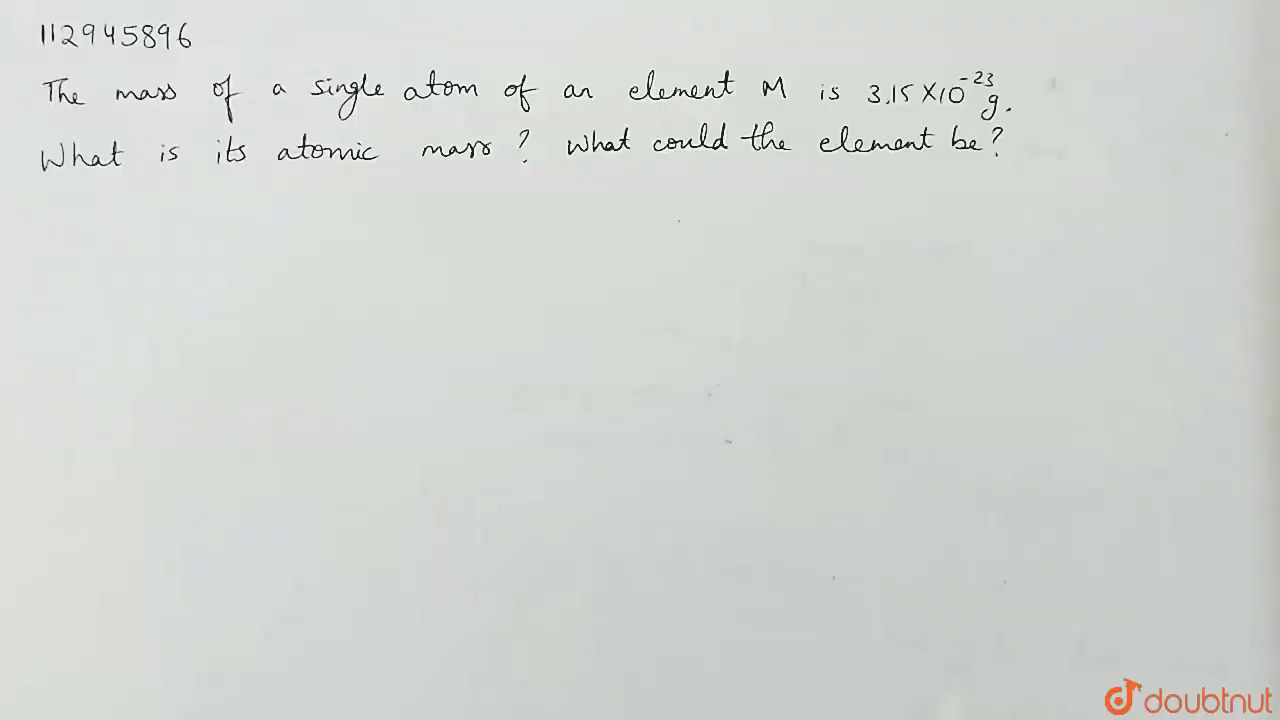 112945896
The mass of a single atom of an element M is 3.15 × 10⁻²³ g.
What is its atomic mass? What could the element be?
doubtnut